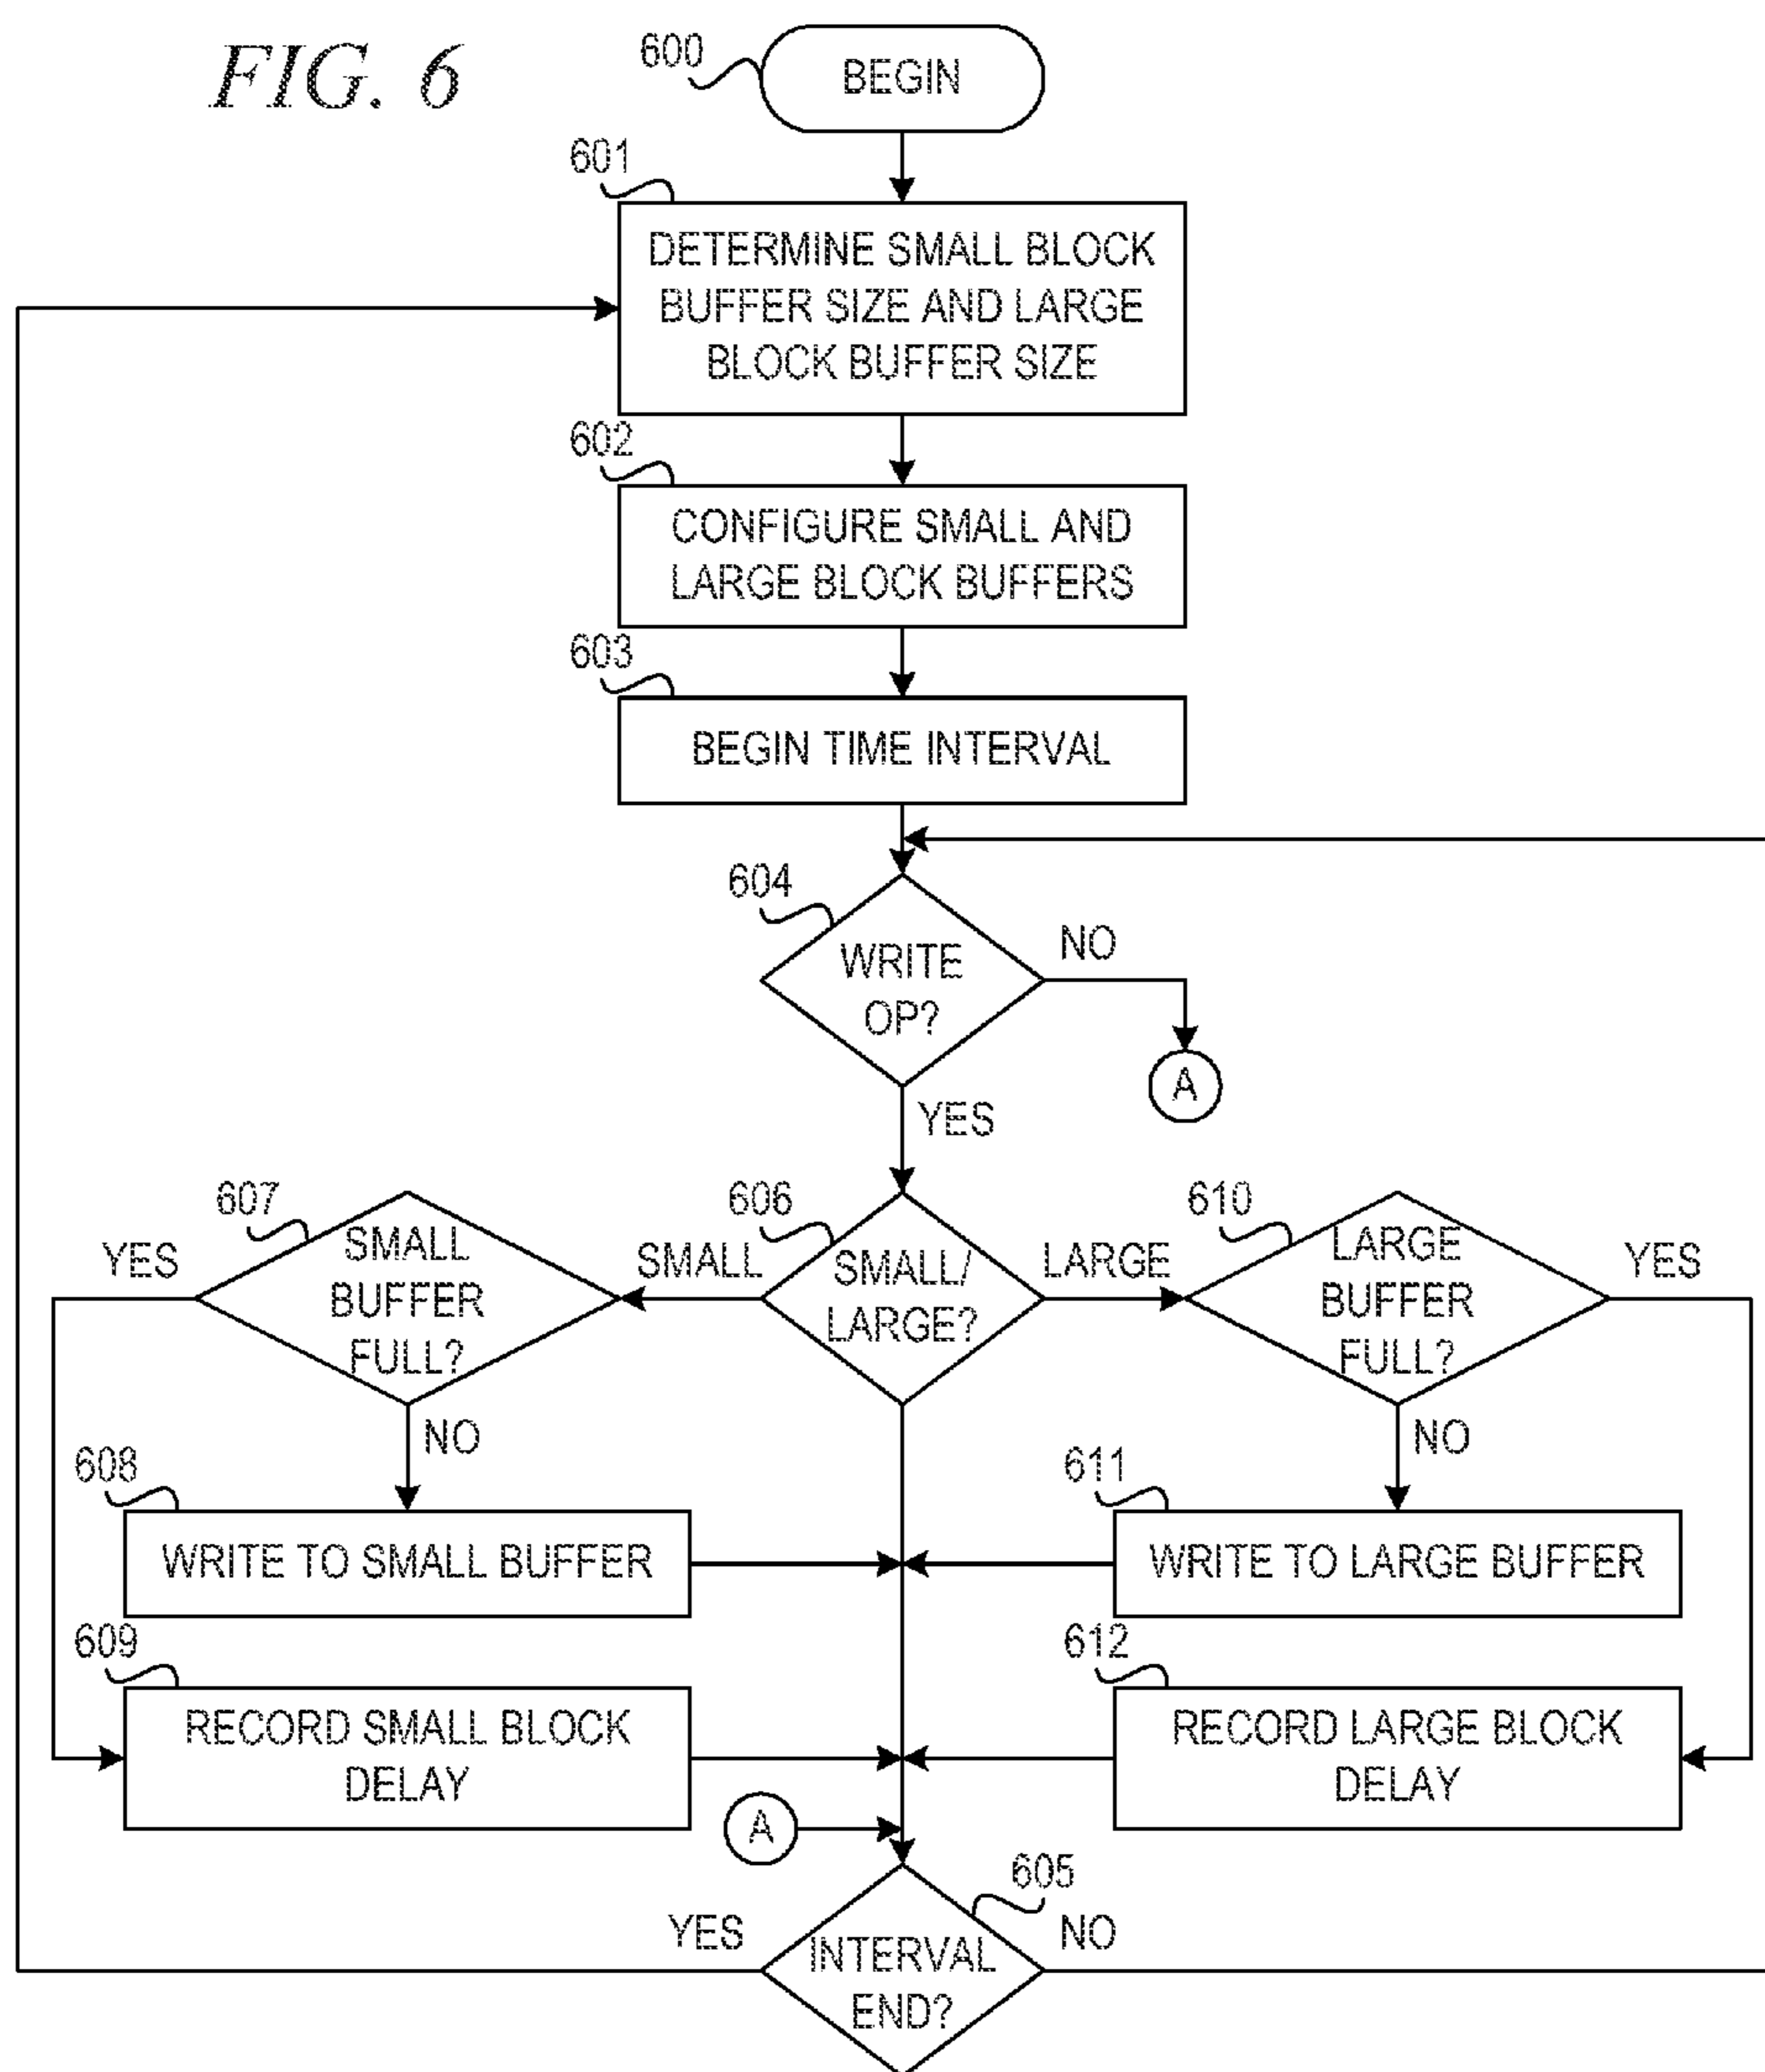 FIG. 6
600
BEGIN
601
DETERMINE SMALL BLOCK
BUFFER SIZE AND LARGE
BLOCK BUFFER SIZE
602
CONFIGURE SMALL AND
LARGE BLOCK BUFFERS
603
BEGIN TIME INTERVAL
604
WRITE
OP?
NO
A
YES
607
SMALL
BUFFER
FULL?
YES
NO
606
SMALL/
LARGE?
SMALL
LARGE
610
LARGE
BUFFER
FULL?
YES
NO
608
WRITE TO SMALL BUFFER
611
WRITE TO LARGE BUFFER
609
RECORD SMALL BLOCK
DELAY
612
RECORD LARGE BLOCK
DELAY
A
605
INTERVAL
END?
YES
NO